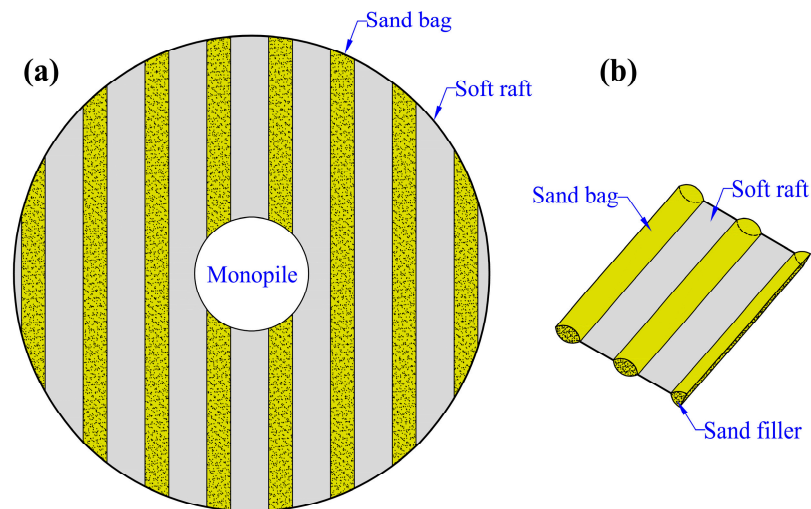 (a)
Sand bag
Soft raft
Monopile
(b)
Soft raft
Sand bag
Sand filler